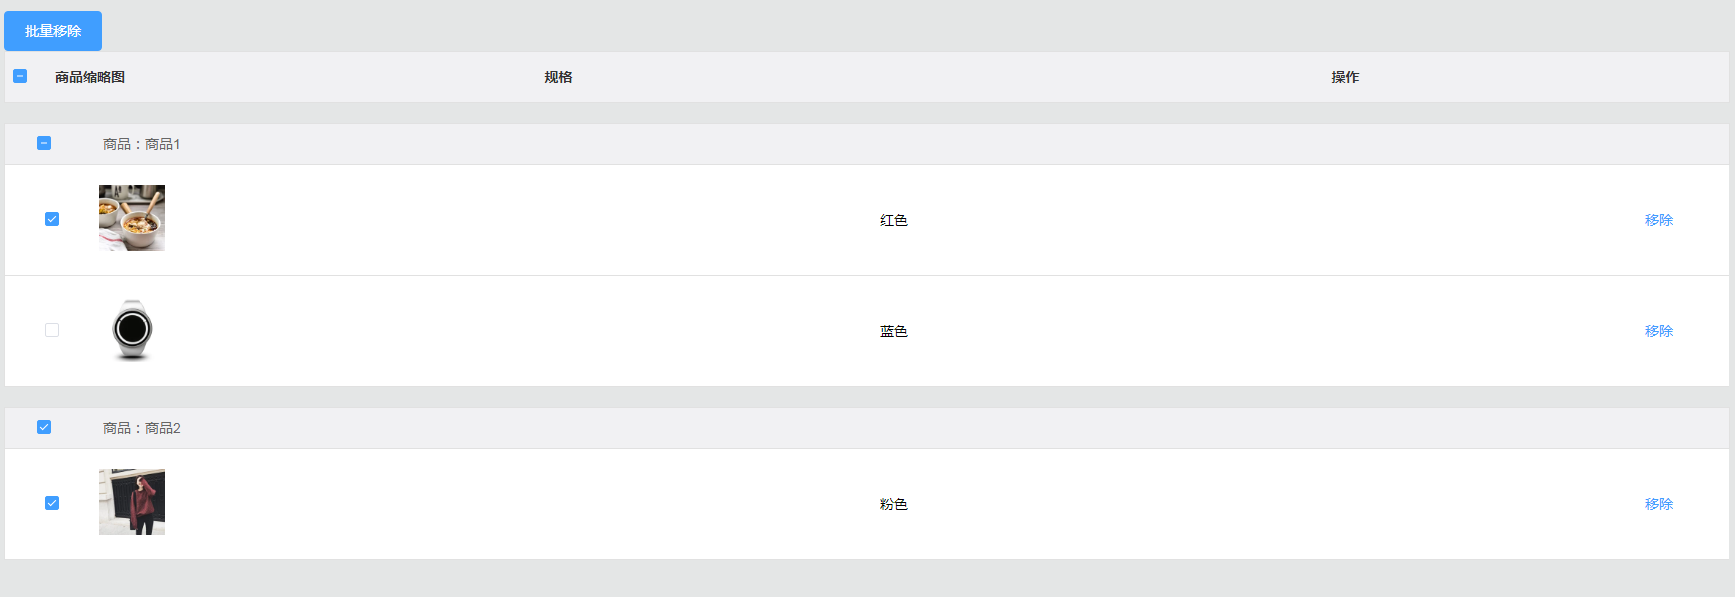 批量移除
商品缩略图 规格 操作
商品：商品1
红色 移除
蓝色 移除
商品：商品2
粉色 移除